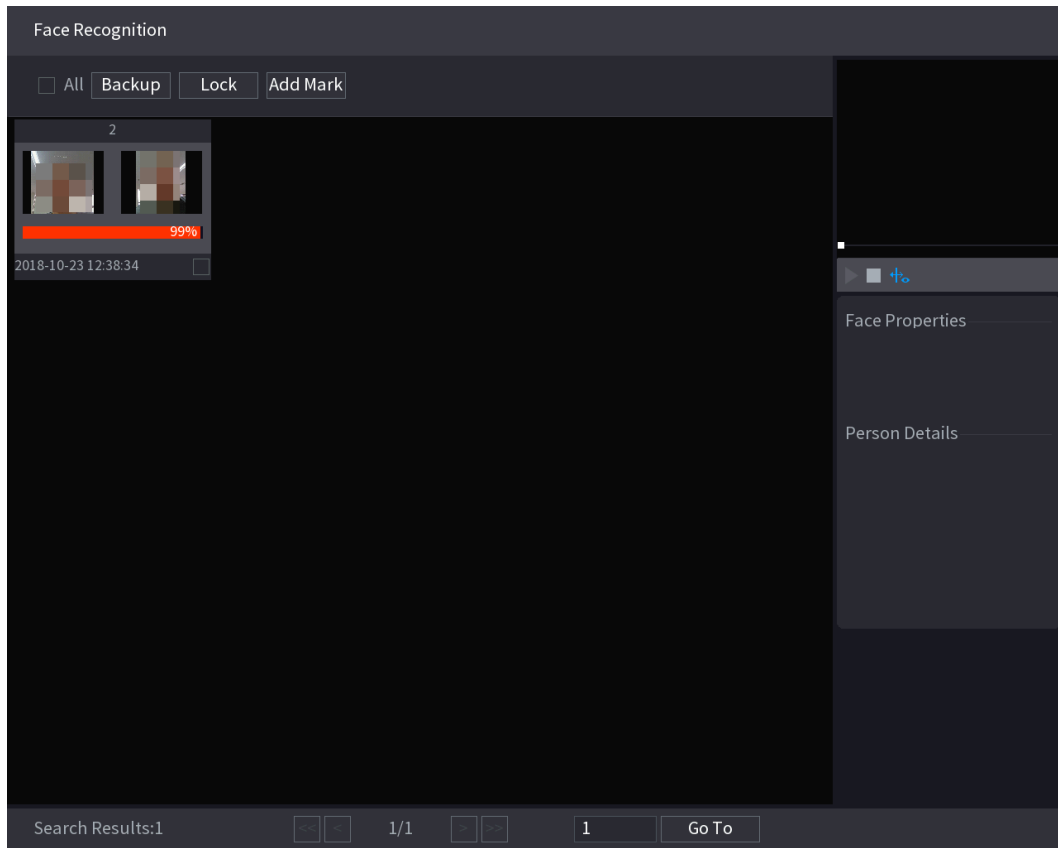 Face Recognition
All Backup Lock Add Mark
2
99%
2018-10-23 12:38:34
Face Properties
Person Details
Search Results:1 << < 1/1 > >> 1 Go To